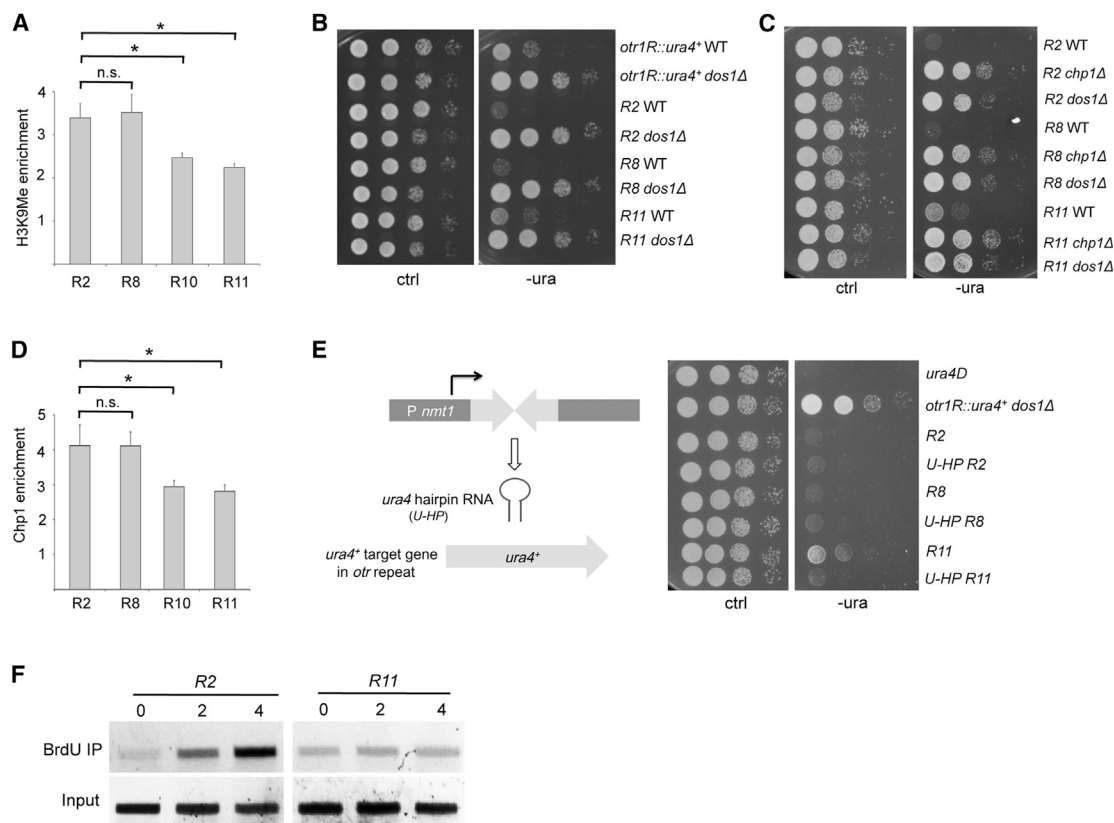 A
*
*
n.s.
H3K9Me enrichment
4
3
2
1
R2 R8 R10 R11
B
otr1R::ura4+ WT
otr1R::ura4+ dos1Δ
R2 WT
R2 dos1Δ
R8 WT
R8 dos1Δ
R11 WT
R11 dos1Δ
ctrl -ura
C
R2 WT
R2 chp1Δ
R2 dos1Δ
R8 WT
R8 chp1Δ
R8 dos1Δ
R11 WT
R11 chp1Δ
R11 dos1Δ
ctrl -ura
D
*
*
n.s.
Chp1 enrichment
5
4
3
2
1
R2 R8 R10 R11
E
P nmt1
ura4 hairpin RNA
(U-HP)
ura4+ target gene
in otr repeat
ura4+
ura4D
otr1R::ura4+ dos1Δ
R2
U-HP R2
R8
U-HP R8
R11
U-HP R11
ctrl -ura
F
R2 R11
0 2 4 0 2 4
BrdU IP
Input